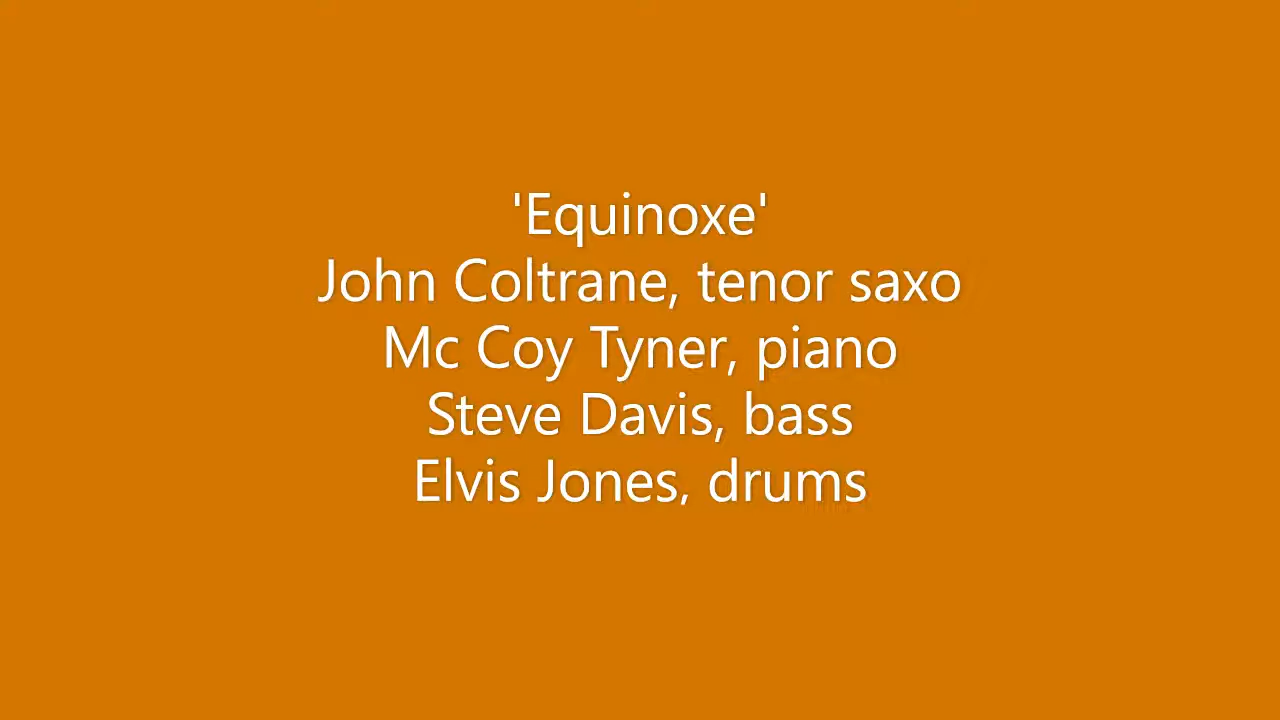 'Equinoxe'
John Coltrane, tenor saxo
Mc Coy Tyner, piano
Steve Davis, bass
Elvis Jones, drums